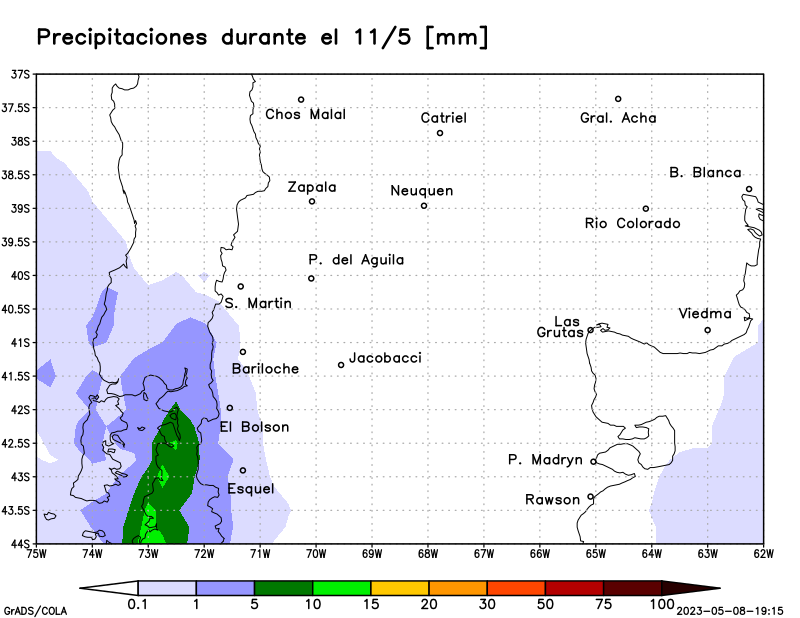 Precipitaciones durante el 11/5 [mm]
37S
37.5S
38S
38.5S
39S
39.5S
40S
40.5S
41S
41.5S
42S
42.5S
43S
43.5S
44S
Chos Malal
Gral. Acha
Catriel
B. Blanca
Zapala
Neuquen
Rio Colorado
P. del Aguila
S. Martin
Viedma
Las
Grutas
Bariloche
Jacobacci
El Bolson
P. Madryn
Esquel
Rawson
75W 74W 73W 72W 71W 70W 69W 68W 67W 66W 65W 64W 63W 62W
0.1 1 5 10 15 20 30 50 75 100
GrADS/COLA
2023-05-08-19:15